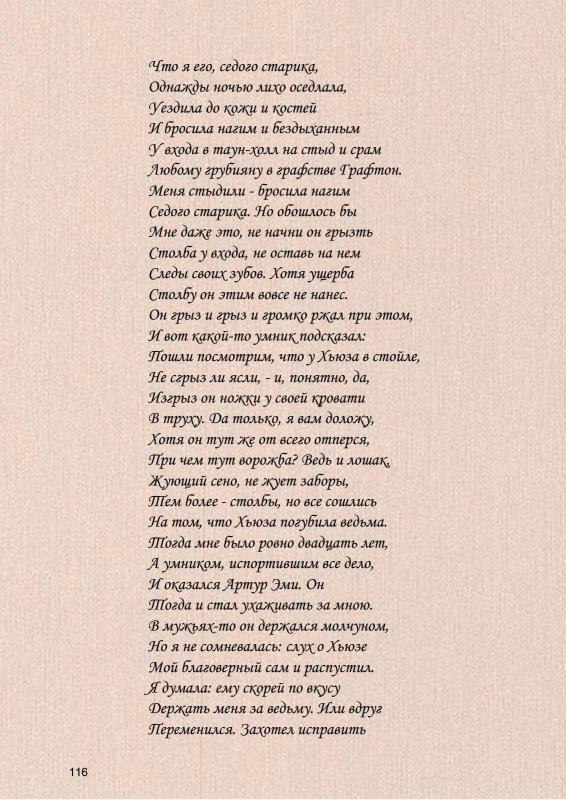 Что я его, седого старика,
Однажды ночью лихо оседлала,
Уездила до кожи и костей
И бросила нагим и бездыханным
У входа в таун-холл на стыд и срам
Любому грубияну в графстве Графтон.
Меня стыдили - бросила нагим
Седого старика. Но обошлось бы
Мне даже это, не начни он грызть
Столба у входа, не оставь на нем
Следы своих зубов. Хотя ущерба
Столбу он этим вовсе не нанес.
Он грыз и грыз и громко ржал при этом,
И вот какой-то умник подсказал:
Пошли посмотрим, что у Хьюза в стойле,
Не сгрыз ли ясли, - и, понятно, да,
Изгрыз он ножки у своей кровати
В труху. Да только, я вам доложу,
Хотя он тут же от всего отперся,
При чем тут ворожба? Ведь и лошак,
Жующий сено, не жует заборы,
Тем более - столбы, но все сошлись
На том, что Хьюза погубила ведьма.
Тогда мне было ровно двадцать лет,
А умником, испортившим все дело,
И оказался Артур Эми. Он
Тогда и стал ухаживать за мною.
В мужьях-то он держался молчуном,
Но я не сомневалась: слух о Хьюзе
Мой благоверный сам и распустил.
Я думала: ему скорей по вкусу
Держать меня за ведьму. Или вдруг
Переменился. Захотел исправить
116